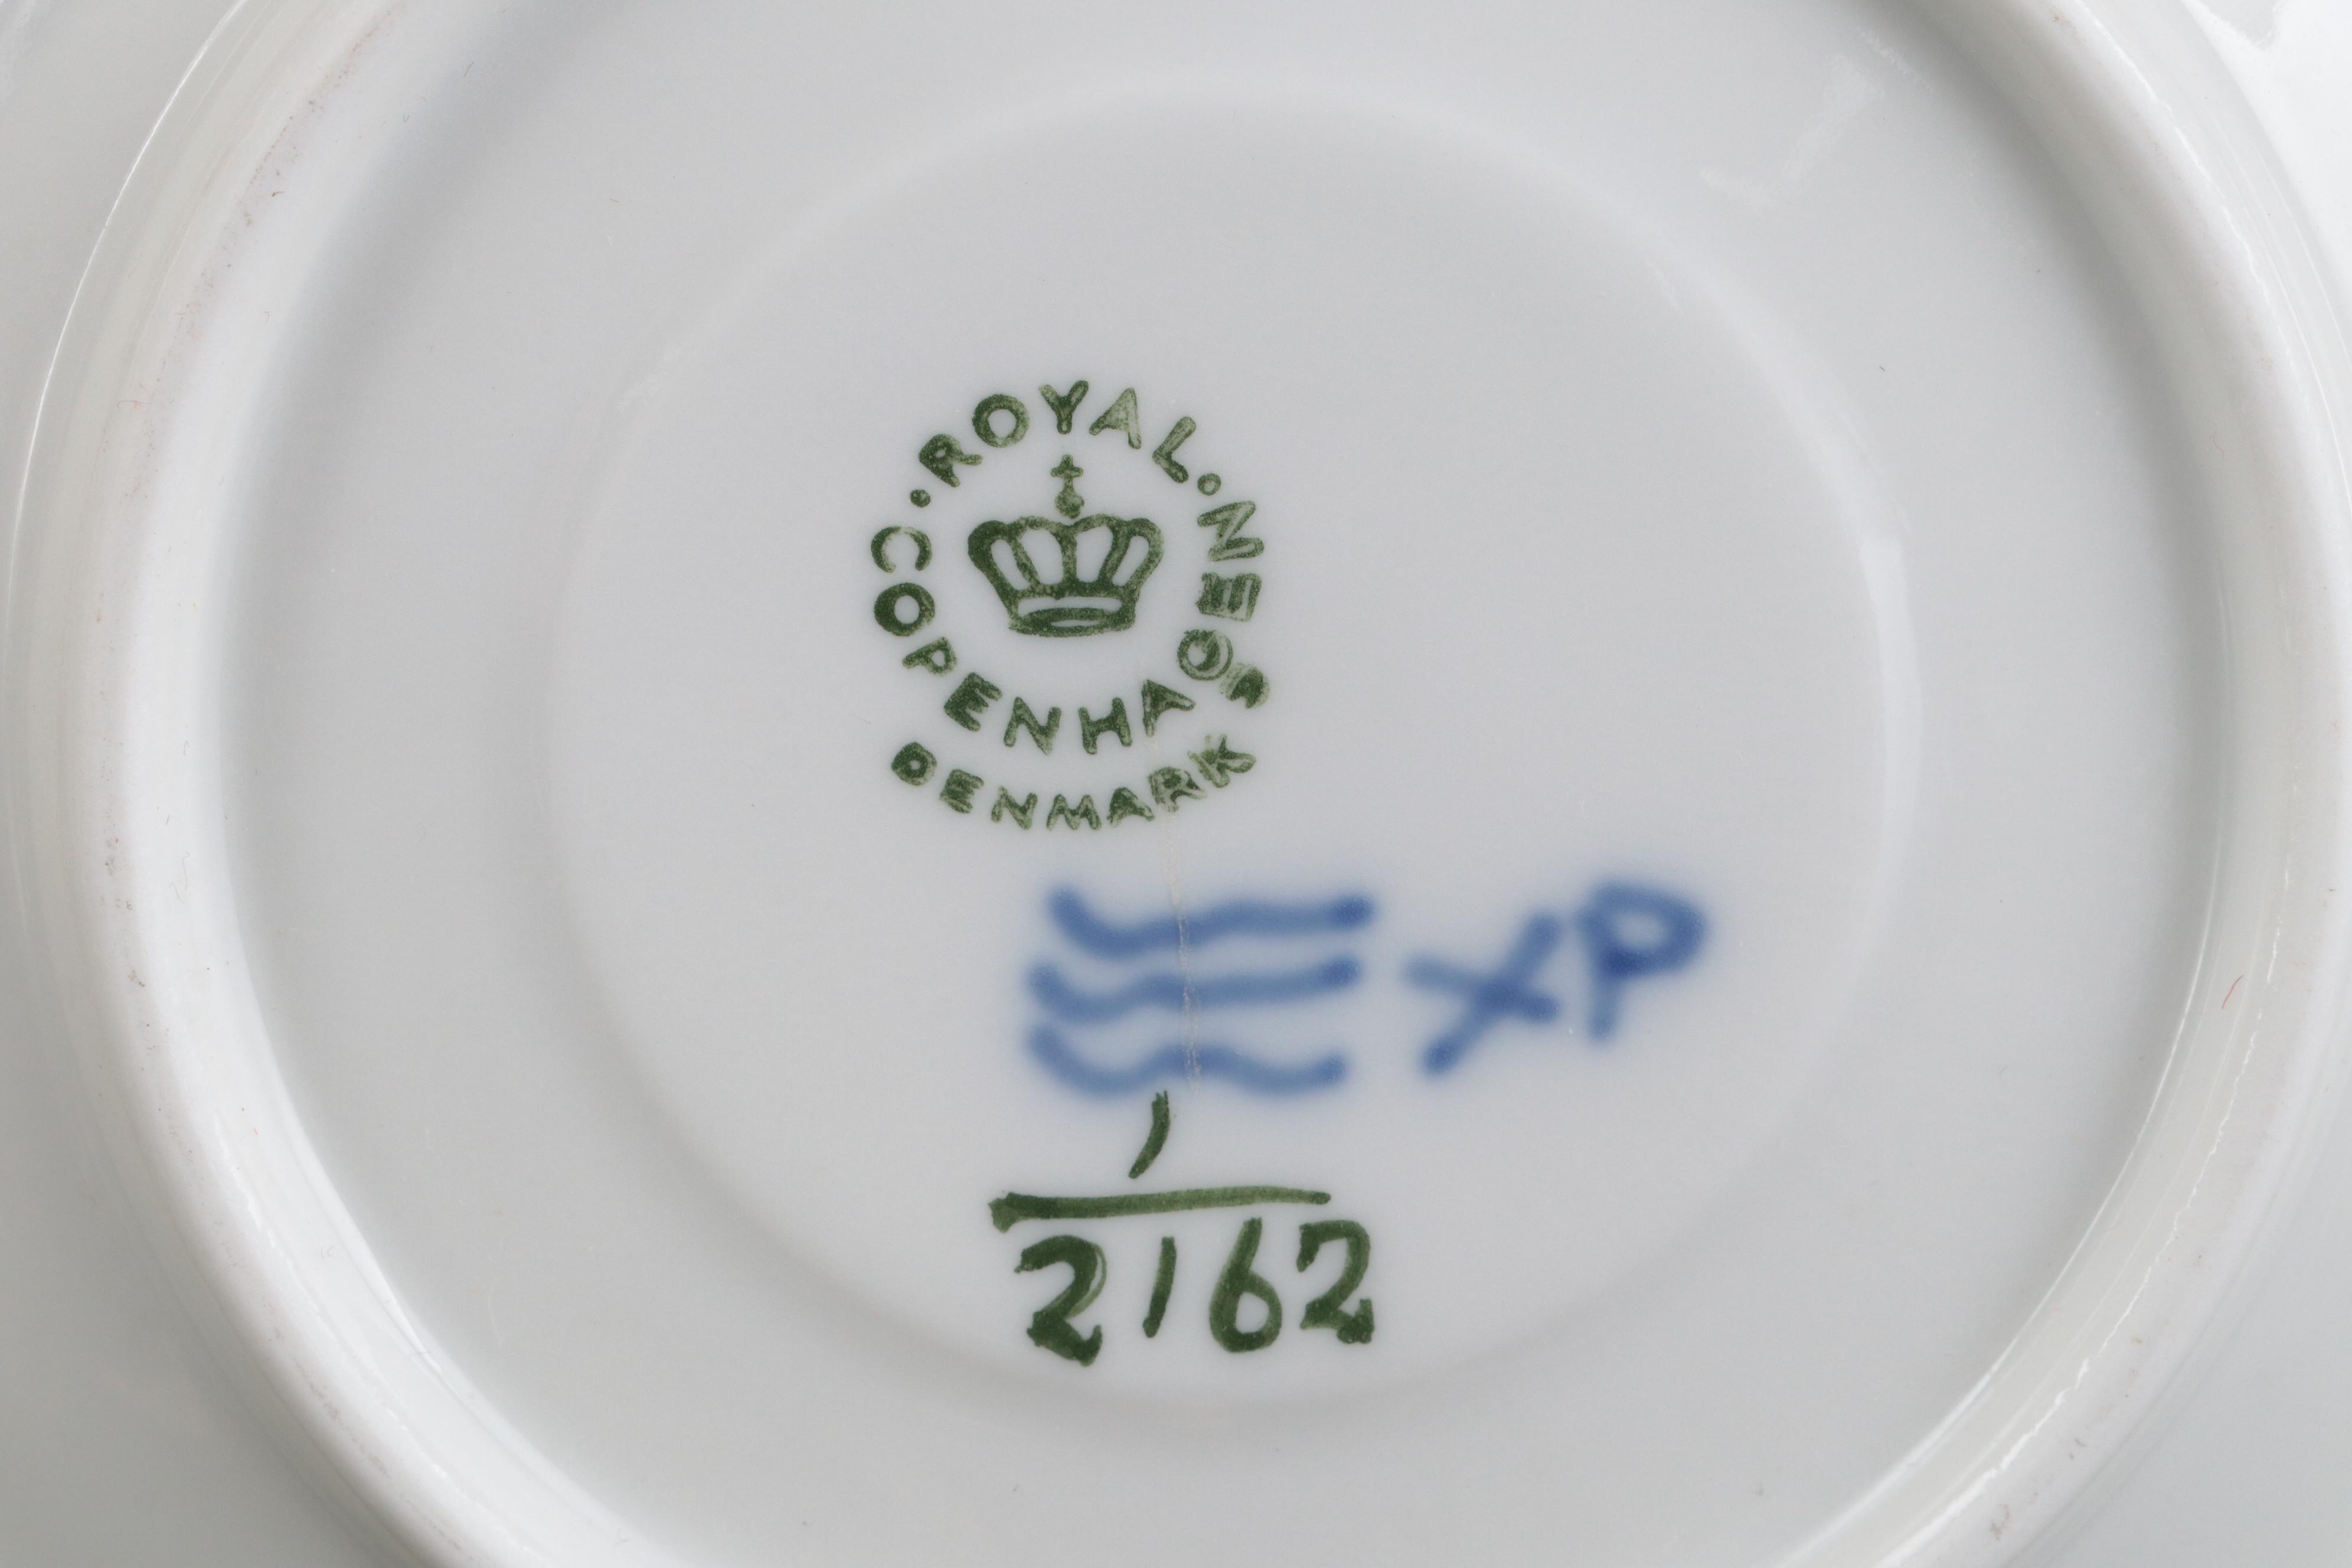 · ROYAL ·
COPENHAGEN
DENMARK
XP
1
2162